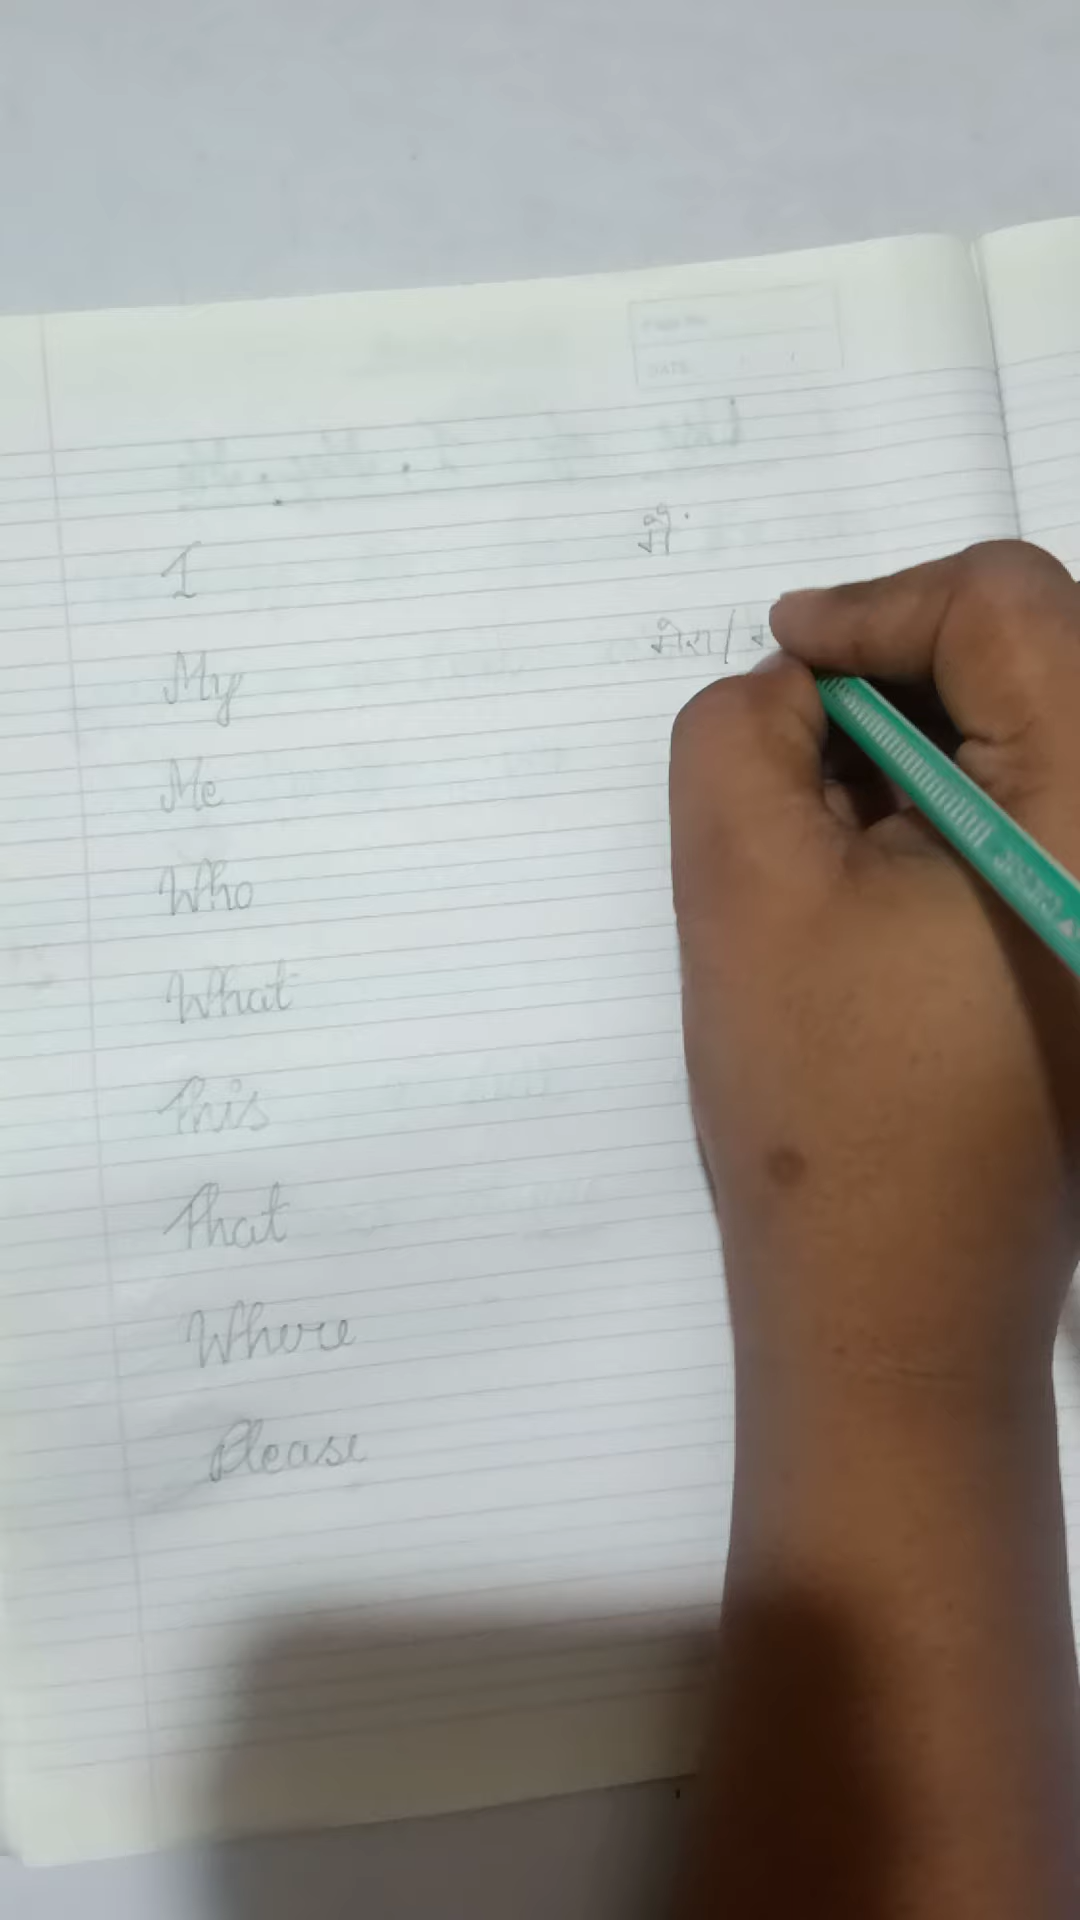 I मैं
My मेरा/
Me
Who
What
This
That
Where
Please